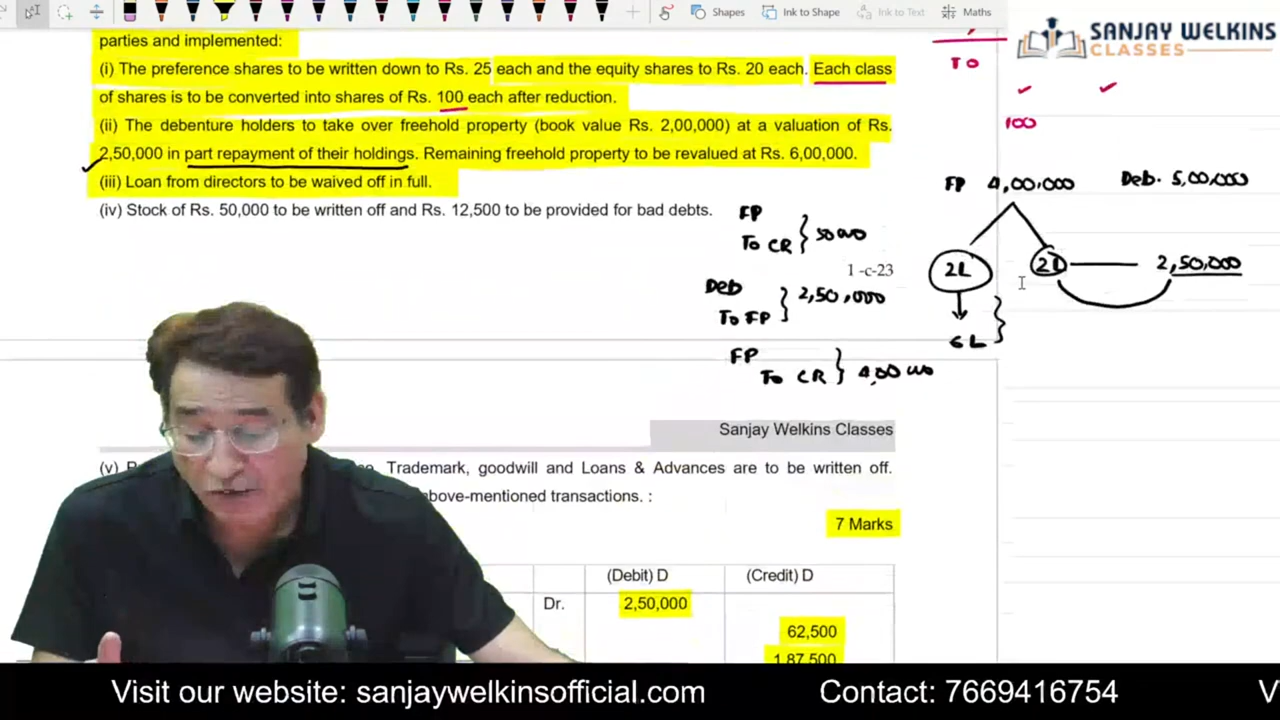 Shapes Ink to Shape Ink to Text Maths
SANJAY WELKINS
CLASSES
parties and implemented:
(i) The preference shares to be written down to Rs. 25 each and the equity shares to Rs. 20 each. Each class
of shares is to be converted into shares of Rs. 100 each after reduction.
(ii) The debenture holders to take over freehold property (book value Rs. 2,00,000) at a valuation of Rs.
2,50,000 in part repayment of their holdings. Remaining freehold property to be revalued at Rs. 6,00,000.
(iii) Loan from directors to be waived off in full.
(iv) Stock of Rs. 50,000 to be written off and Rs. 12,500 to be provided for bad debts.
TO
100
FP 4,00,000 Deb. 5,00,000
2L 2L 2,50,000
6L
FP
To CR
1-c-23
Deb 2,50,000
To FP
FP
To CR
Sanjay Welkins Classes
(v) Trademark, goodwill and Loans & Advances are to be written off.
above-mentioned transactions. :
7 Marks
(Debit) D (Credit) D
Dr. 2,50,000
62,500
1,87,500
Visit our website: sanjaywelkinsofficial.com Contact: 7669416754